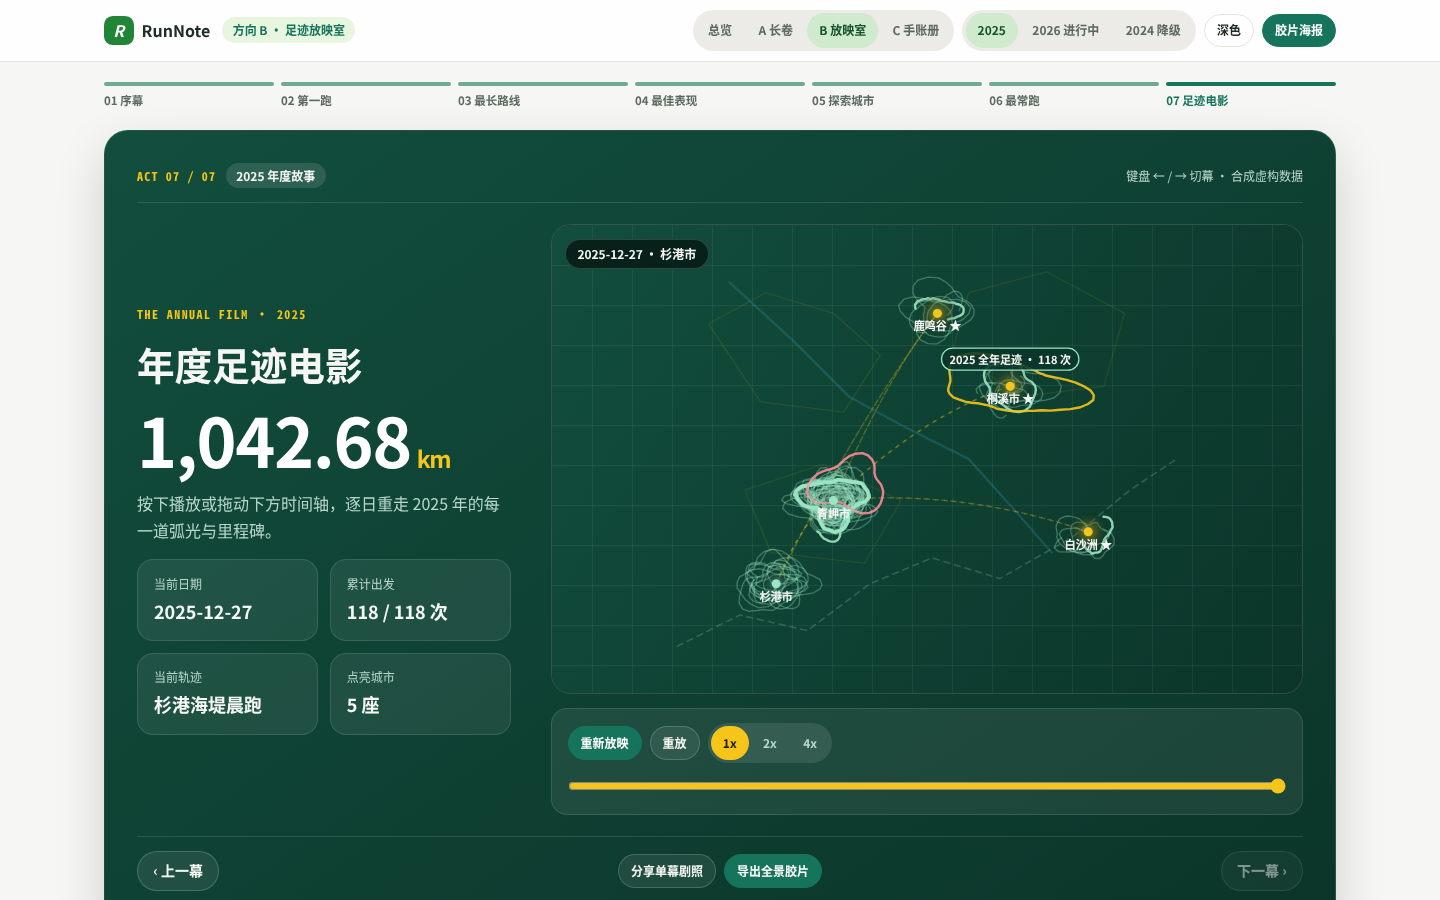 R RunNote 方向 B · 足迹放映室 总览 A 长卷 B 放映室 C 手账册 2025 2026 进行中 2024 降级 深色 胶片海报
01 序幕 02 第一跑 03 最长路线 04 最佳表现 05 探索城市 06 最常跑 07 足迹电影
ACT 07 / 07 2025 年度故事 键盘 ← / → 切幕 · 合成虚构数据
THE ANNUAL FILM · 2025
年度足迹电影
1,042.68 km
按下播放或拖动下方时间轴，逐日重走 2025 年的每
一道弧光与里程碑。
当前日期
2025-12-27
累计出发
118 / 118 次
当前轨迹
杉港海堤晨跑
点亮城市
5 座
2025-12-27 · 杉港市
鹿鸣谷 ★
2025 全年足迹 · 118 次
桐溪市 ★
青岬市
白沙洲 ★
杉港市
重新放映 重放 1x 2x 4x
‹ 上一幕 分享单幕剧照 导出全景胶片 下一幕 ›